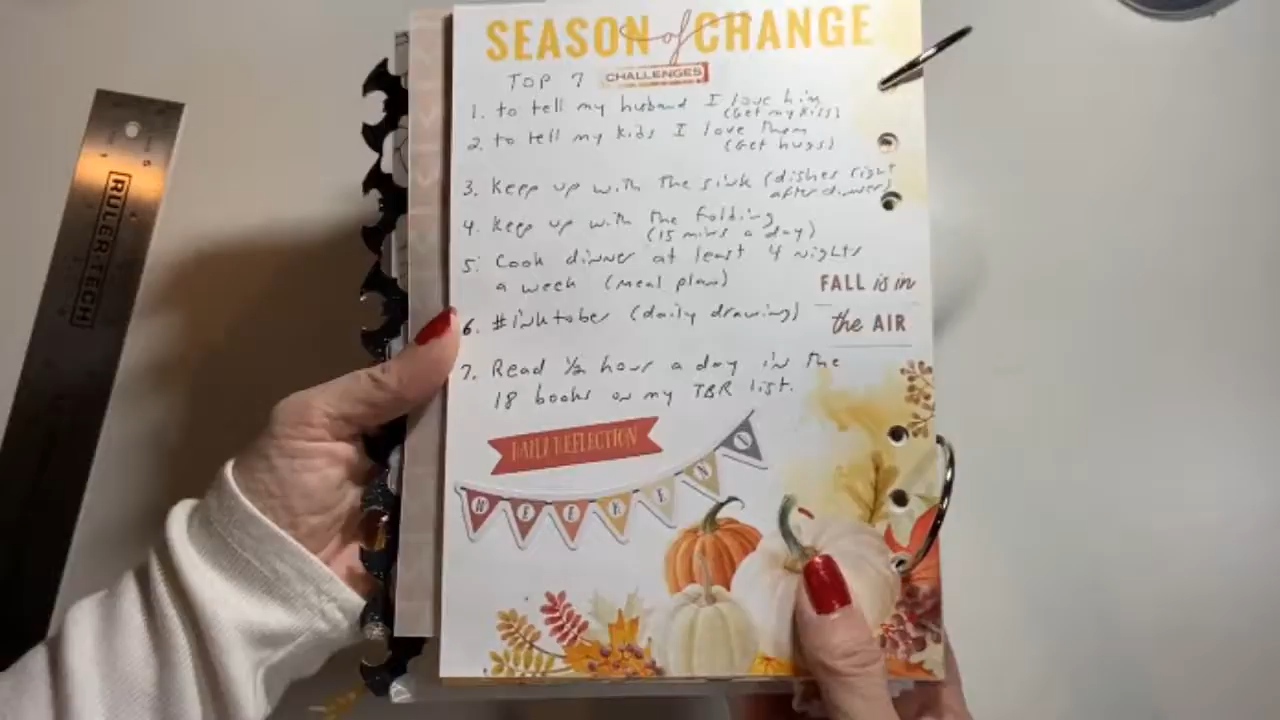 SEASON of CHANGE
TOP 7 CHALLENGES
1. to tell my husband I love him
(Get my kiss)
2. to tell my kids I love them
(Get hugs)
3. Keep up with the sink (dishes right
after dinner)
4. Keep up with the folding
(15 mins a day)
5. Cook dinner at least 4 nights
a week (meal plan)
FALL is in
the AIR
6. #inktober (daily drawing)
7. Read 1/2 hour a day in the
18 books on my TBR list.
DAILY REFLECTION
WEEKEND
RULER-TECH